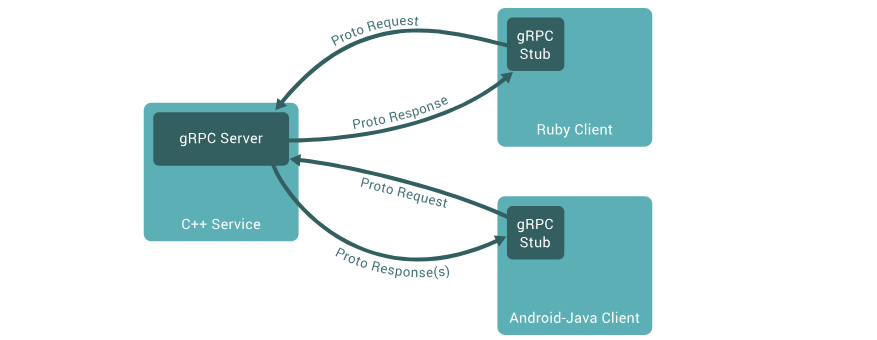 Proto Request
gRPC
Stub
Ruby Client
Proto Response
gRPC Server
C++ Service
Proto Request
gRPC
Stub
Proto Response(s)
Android-Java Client